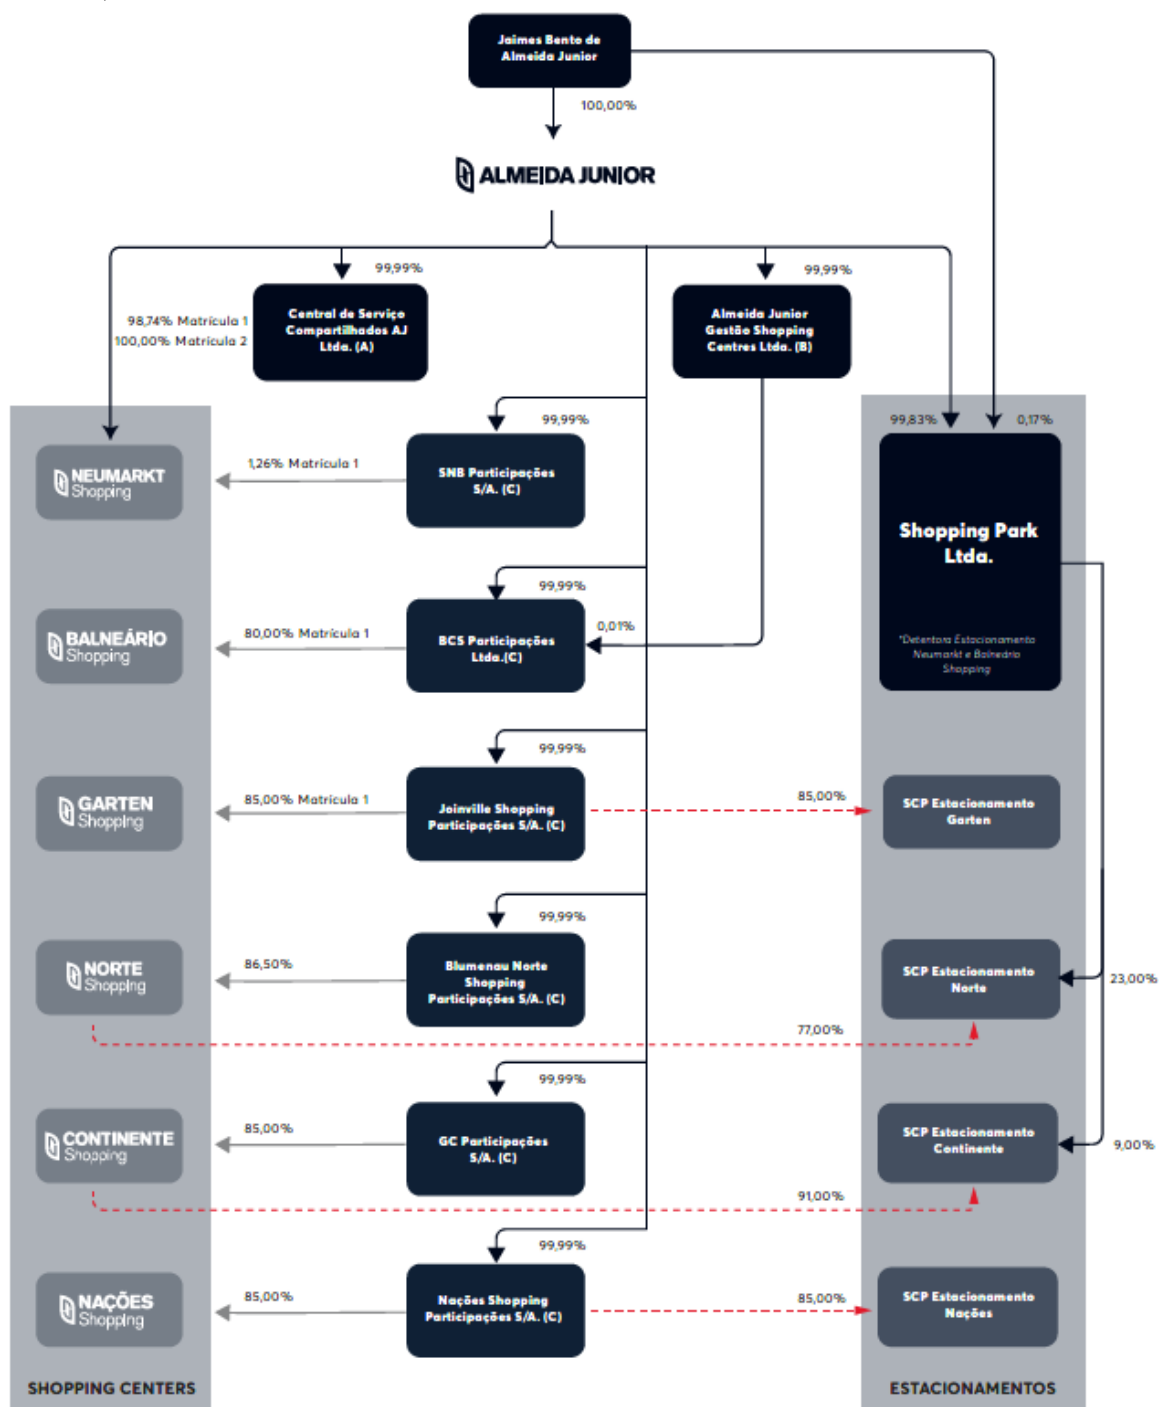 Jaimes Bento de
Almeida Junior
100,00%
ALMEIDA JUNIOR
99,99%
99,99%
98,74% Matrícula 1
100,00% Matrícula 2
Central de Serviço
Compartilhados AJ
Ltda. (A)
Almeida Junior
Gestão Shopping
Centres Ltda. (B)
99,99%
99,83%
0,17%
NEUMARKT
Shopping
1,26% Matrícula 1
SNB Participações
S/A. (C)
Shopping Park
Ltda.
*Detentora Estacionamento
Neumarkt e Balneário
Shopping
99,99%
BALNEÁRIO
Shopping
80,00% Matrícula 1
BCS Participações
Ltda.(C)
0,01%
99,99%
GARTEN
Shopping
85,00% Matrícula 1
Joinville Shopping
Participações S/A. (C)
85,00%
SCP Estacionamento
Garten
99,99%
NORTE
Shopping
86,50%
Blumenau Norte
Shopping
Participações S/A. (C)
SCP Estacionamento
Norte
23,00%
77,00%
99,99%
CONTINENTE
Shopping
85,00%
GC Participações
S/A. (C)
SCP Estacionamento
Continente
9,00%
91,00%
99,99%
NAÇÕES
Shopping
85,00%
Nações Shopping
Participações S/A. (C)
85,00%
SCP Estacionamento
Nações
SHOPPING CENTERS
ESTACIONAMENTOS